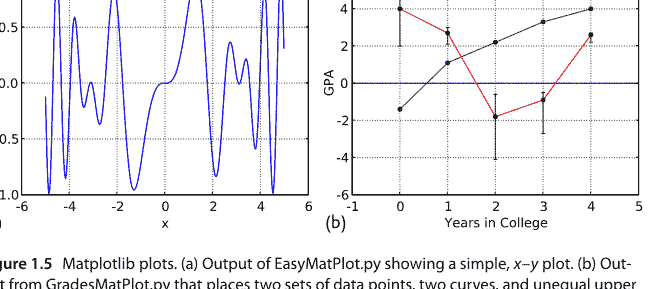 0.5
0.0
0.5
1.0
-6 -4 -2 0 2 4 6
x
4
2
0
-2
-4
-6
-1 0 1 2 3 4 5
GPA
Years in College
(b)
gure 1.5 Matplotlib plots. (a) Output of EasyMatPlot.py showing a simple, x–y plot. (b) Out-
t from GradesMatPlot.py that places two sets of data points, two curves, and unequal upper